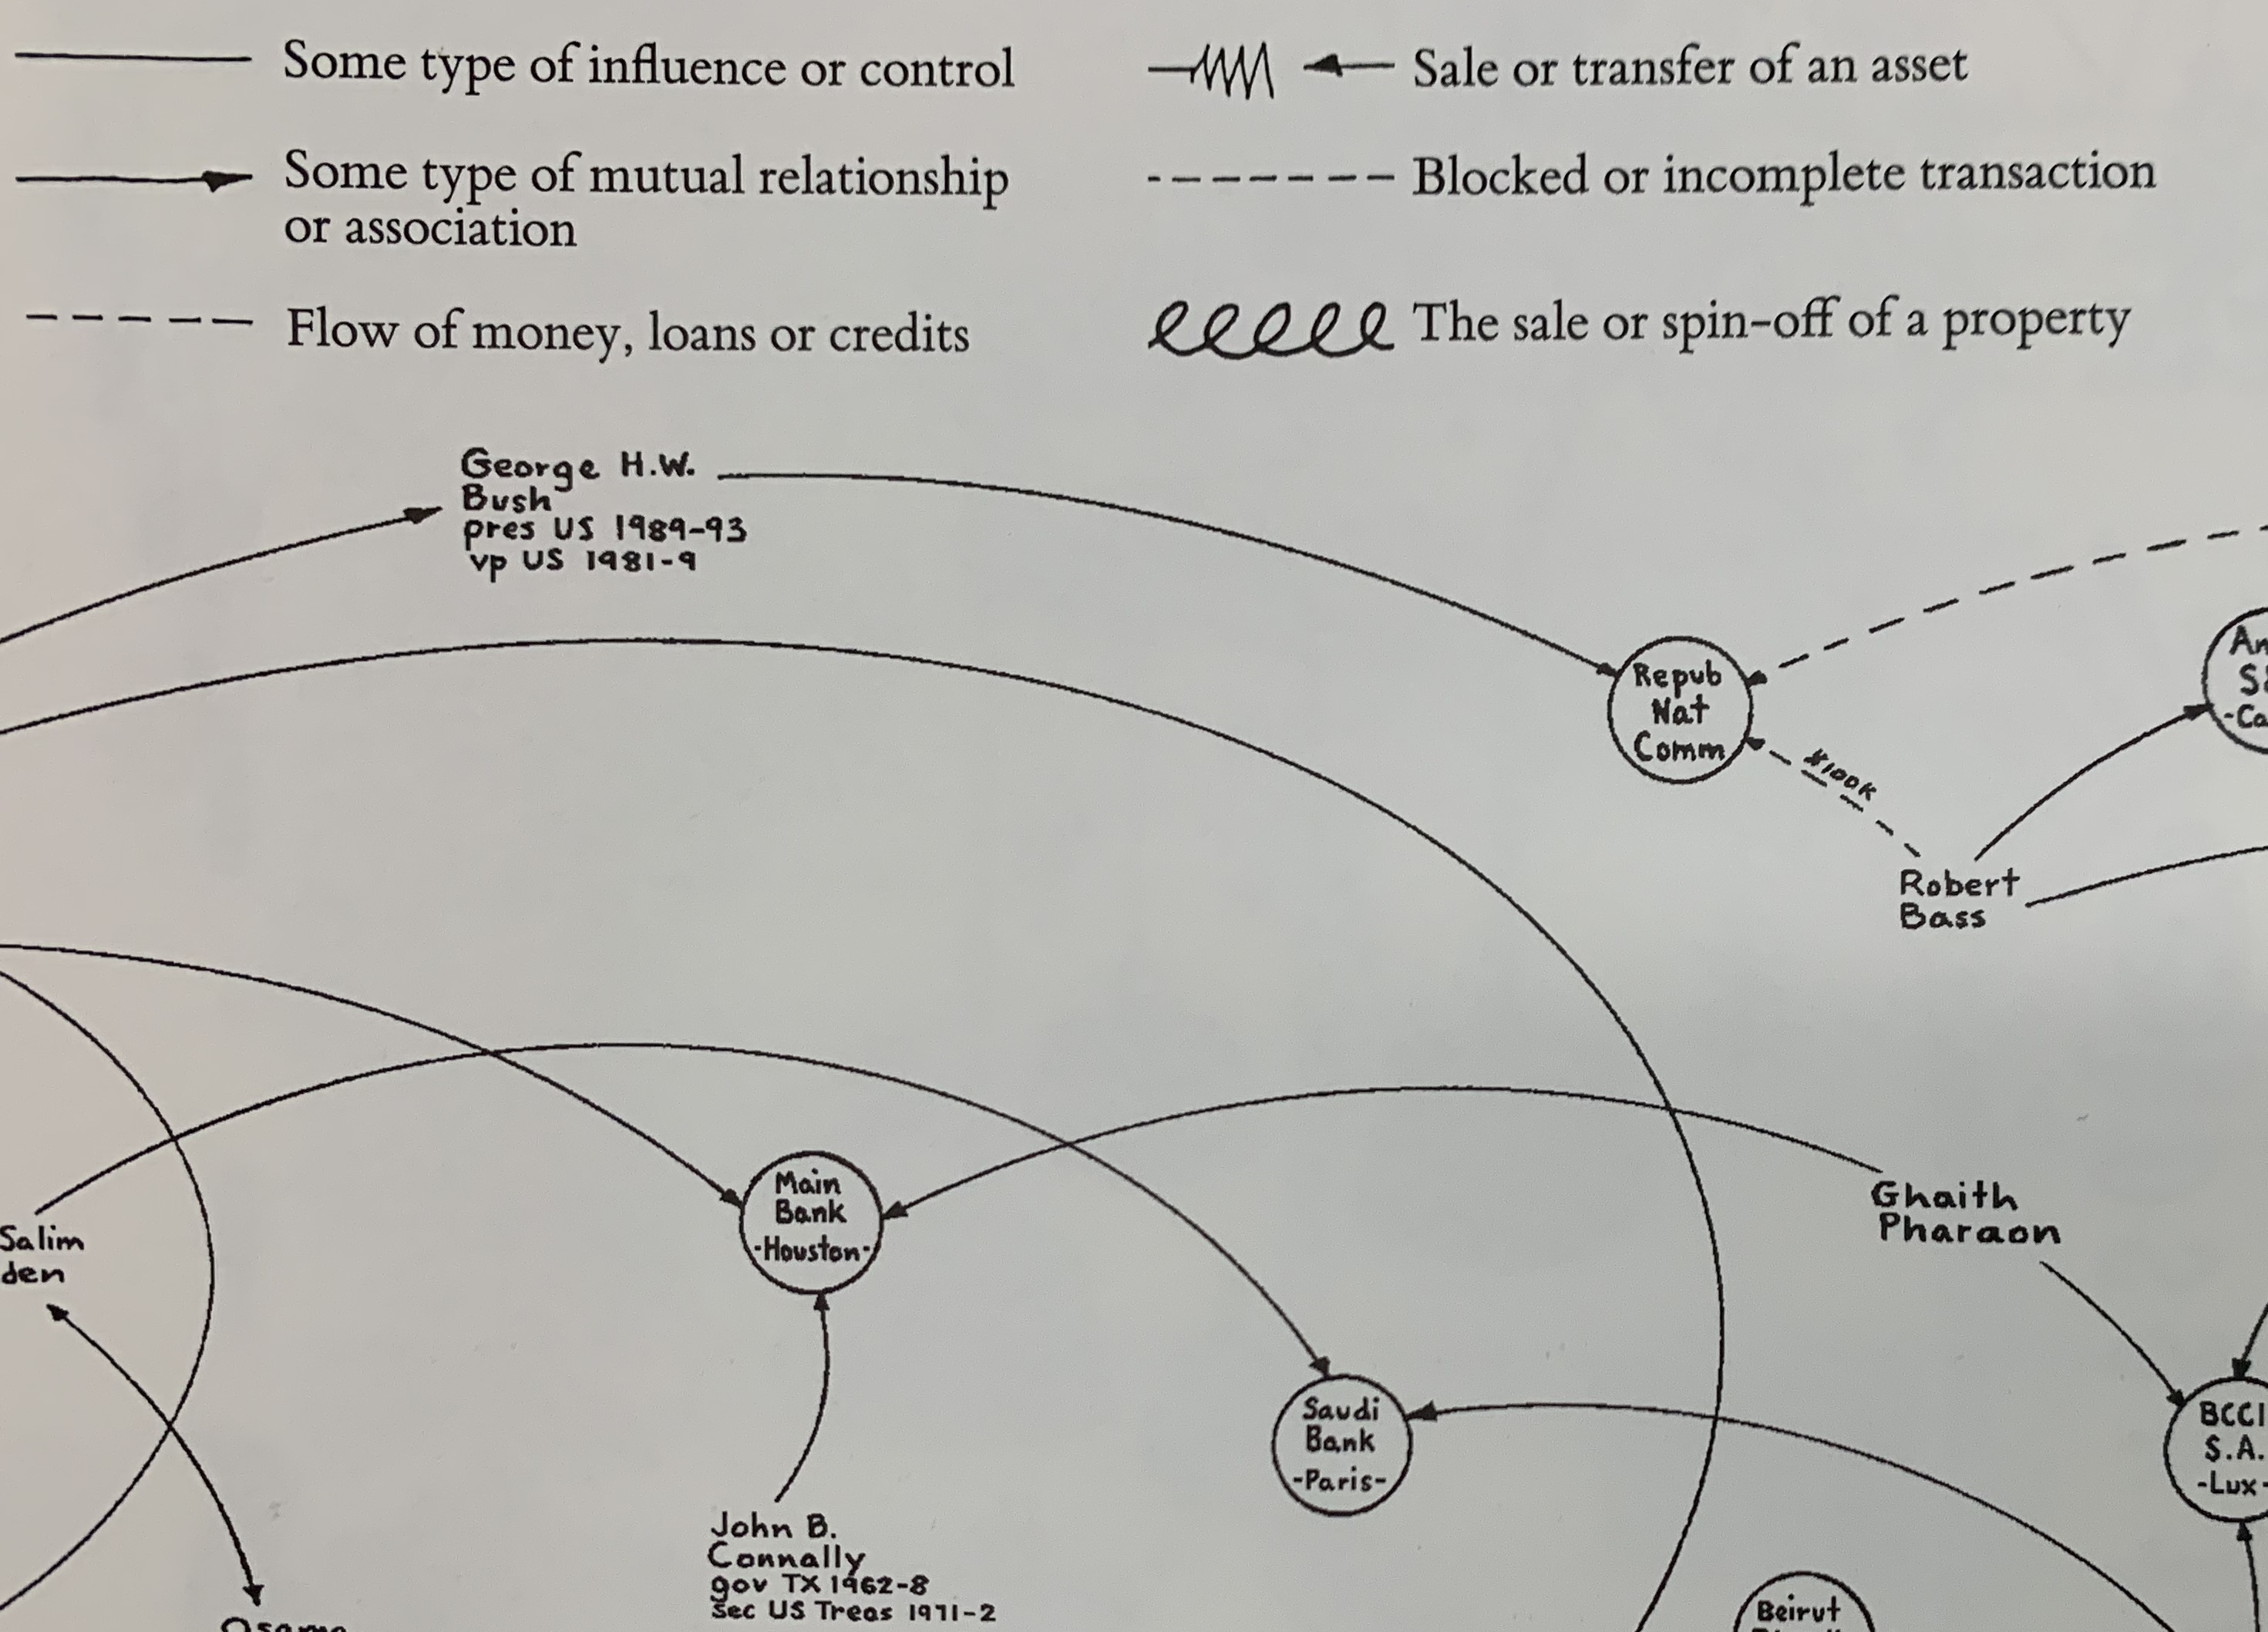 Some type of influence or control
Some type of mutual relationship
or association
Flow of money, loans or credits
Sale or transfer of an asset
Blocked or incomplete transaction
The sale or spin-off of a property
George H.W.
Bush
pres US 1989-93
vp US 1981-9
Repub
Nat
Comm
$100K
Robert
Bass
Salim
den
Main
Bank
-Houston-
Ghaith
Pharaon
Saudi
Bank
-Paris-
BCCI
S.A.
-Lux-
John B.
Connally
gov TX 1962-8
sec US Treas 1971-2
Beirut